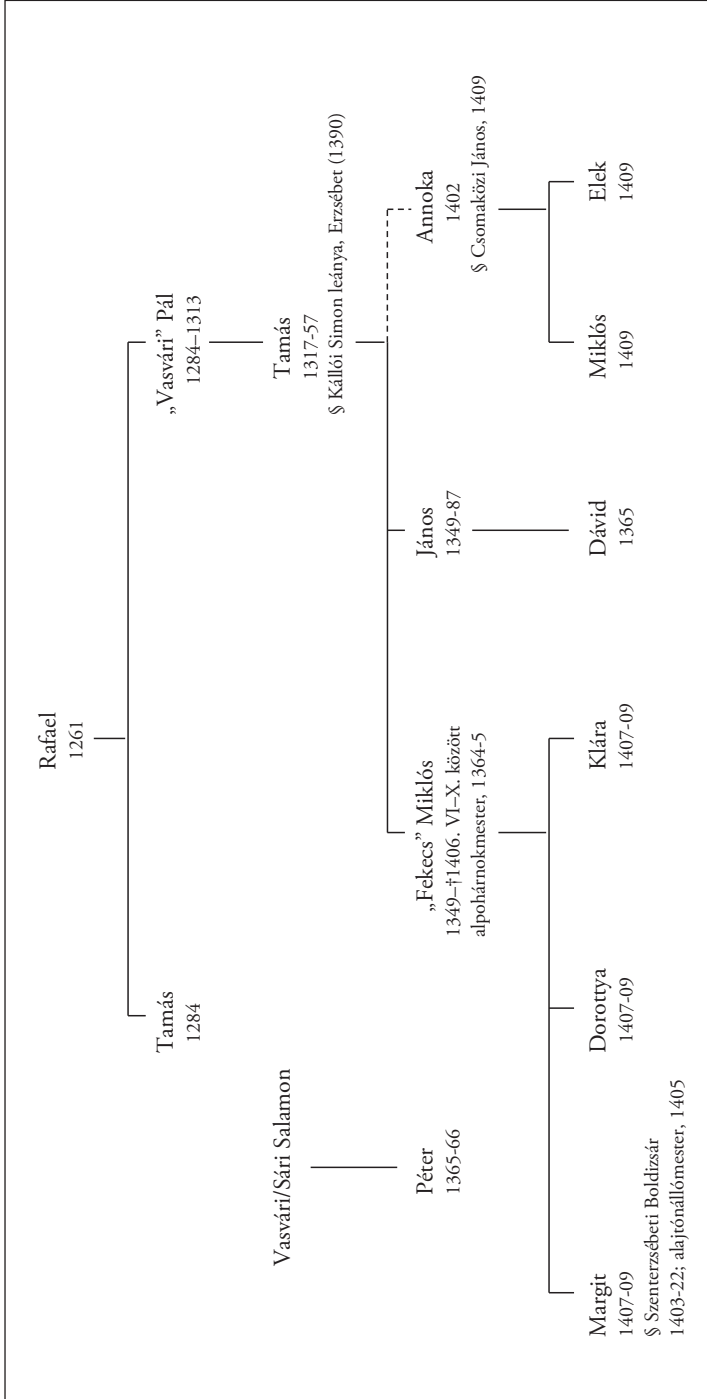 Rafael
1261
Tamás
1284
„Vasvári” Pál
1284–1313
Vasvári/Sári Salamon
Tamás
1317-57
§ Kállói Simon leánya, Erzsébet (1390)
Péter
1365-66
„Fekecs” Miklós
1349–†1406. VI–X. között
alpohárnokmester, 1364-5
János
1349-87
Annoka
1402
§ Csomaközi János, 1409
Margit
1407-09
§ Szenterzsébeti Boldizsár
1403-22; alajtónállómester, 1405
Dorottya
1407-09
Klára
1407-09
Dávid
1365
Miklós
1409
Elek
1409